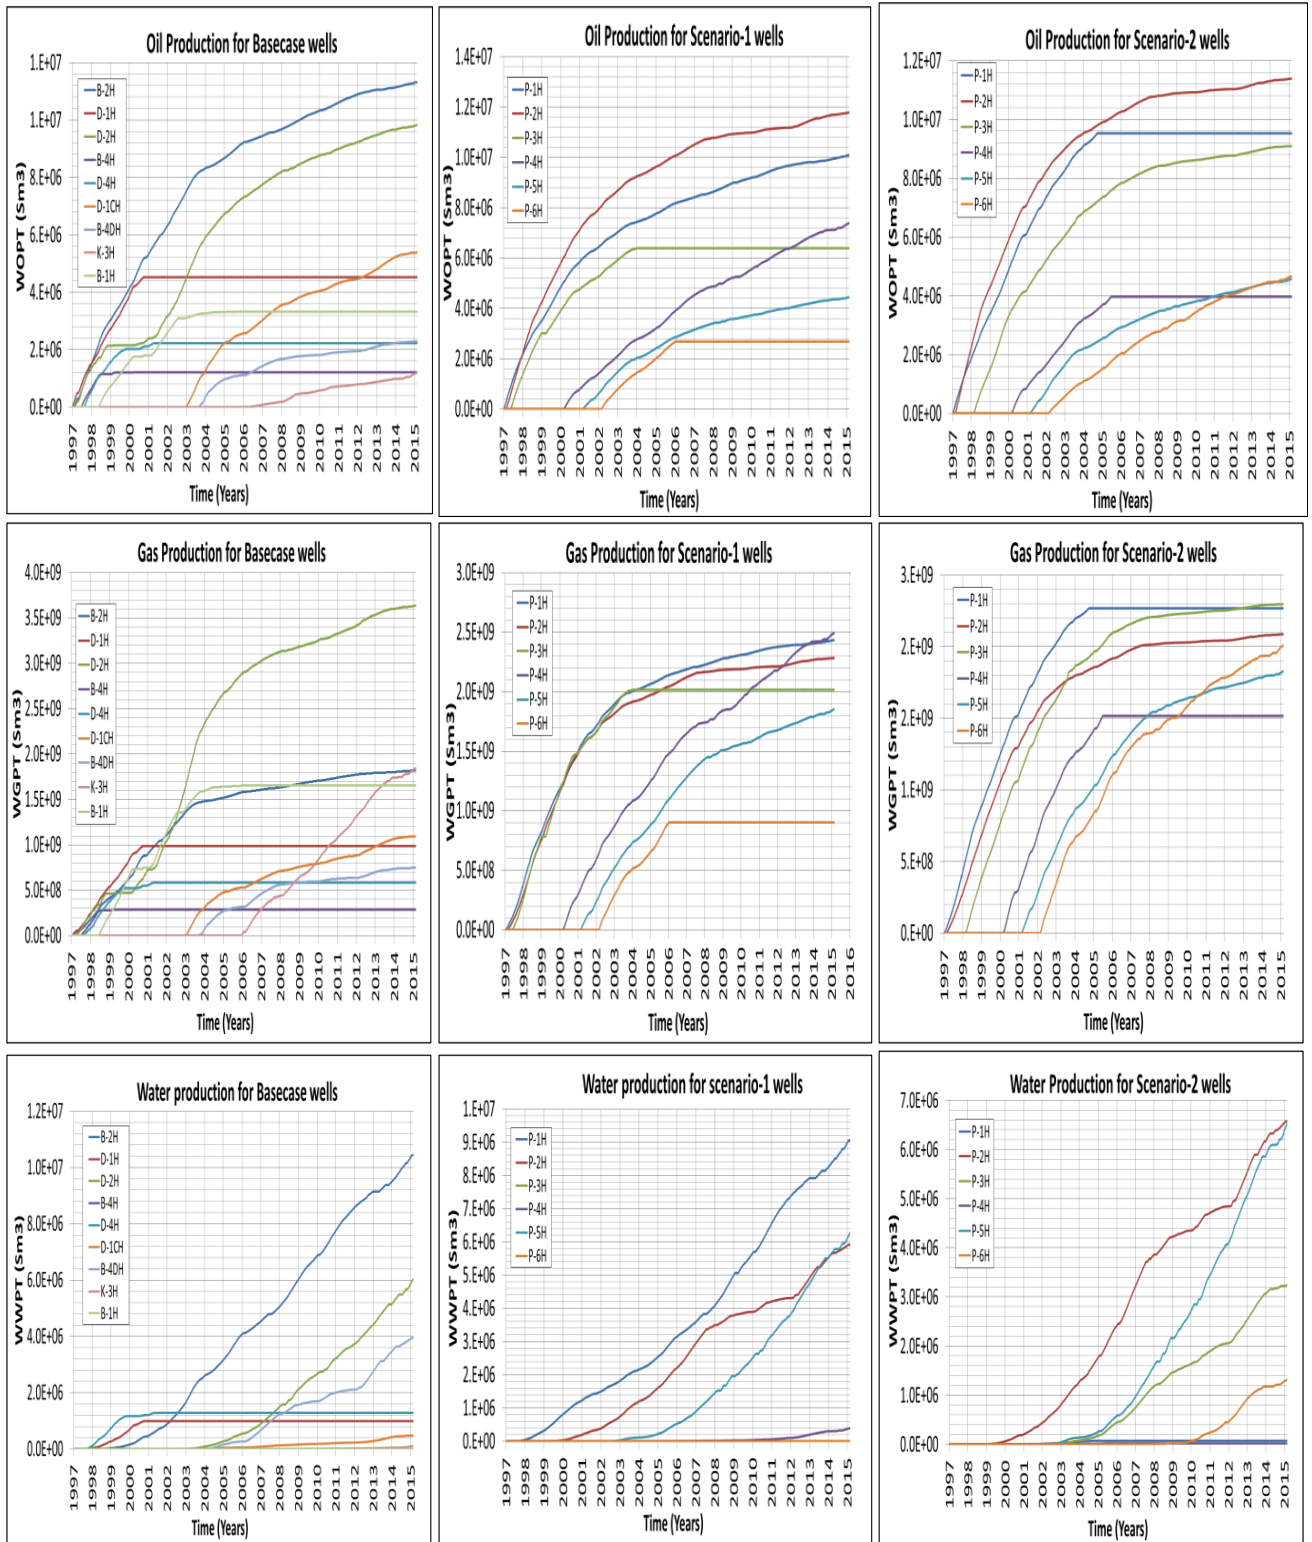 Oil Production for Basecase wells
WOPT (Sm3)
1.E+07
1.E+07
8.E+06
6.E+06
4.E+06
2.E+06
0.E+00
B-2H
D-1H
D-2H
B-4H
D-4H
D-1CH
B-4DH
K-3H
B-1H
1997 1998 1999 2000 2001 2002 2003 2004 2005 2006 2007 2008 2009 2010 2011 2012 2013 2014 2015
Time (Years)
Oil Production for Scenario-1 wells
WOPT (Sm3)
1.4E+07
1.2E+07
1.0E+07
8.0E+06
6.0E+06
4.0E+06
2.0E+06
0.0E+00
P-1H
P-2H
P-3H
P-4H
P-5H
P-6H
1997 1998 1999 2000 2001 2002 2003 2004 2005 2006 2007 2008 2009 2010 2011 2012 2013 2014 2015
Time (Years)
Oil Production for Scenario-2 wells
WOPT (Sm3)
1.2E+07
1.0E+07
8.0E+06
6.0E+06
4.0E+06
2.0E+06
0.0E+00
P-1H
P-2H
P-3H
P-4H
P-5H
P-6H
1997 1998 1999 2000 2001 2002 2003 2004 2005 2006 2007 2008 2009 2010 2011 2012 2013 2014 2015
Time (Years)
Gas Production for Basecase wells
WGPT (Sm3)
4.0E+09
3.5E+09
3.0E+09
2.5E+09
2.0E+09
1.5E+09
1.0E+09
5.0E+08
0.0E+00
B-2H
D-1H
D-2H
B-4H
D-4H
D-1CH
B-4DH
K-3H
B-1H
1997 1998 1999 2000 2001 2002 2003 2004 2005 2006 2007 2008 2009 2010 2011 2012 2013 2014 2015
Time (Years)
Gas Production for Scenario-1 wells
WGPT (Sm3)
3.0E+09
2.5E+09
2.0E+09
1.5E+09
1.0E+09
5.0E+08
0.0E+00
P-1H
P-2H
P-3H
P-4H
P-5H
P-6H
1997 1998 1999 2000 2001 2002 2003 2004 2005 2006 2007 2008 2009 2010 2011 2012 2013 2014 2015 2016
Time (Years)
Gas Production for Scenario-2 wells
WGPT (Sm3)
3.E+09
2.E+09
2.E+09
1.E+09
5.E+08
0.E+00
P-1H
P-2H
P-3H
P-4H
P-5H
P-6H
1997 1998 1999 2000 2001 2002 2003 2004 2005 2006 2007 2008 2009 2010 2011 2012 2013 2014 2015
Time (Years)
Water production for Basecase wells
WWPT (Sm3)
1.2E+07
1.0E+07
8.0E+06
6.0E+06
4.0E+06
2.0E+06
0.0E+00
B-2H
D-1H
D-2H
B-4H
D-4H
D-1CH
B-4DH
K-3H
B-1H
1997 1998 1999 2000 2001 2002 2003 2004 2005 2006 2007 2008 2009 2010 2011 2012 2013 2014 2015
Time (Years)
Water production for scenario-1 wells
WWPT (Sm3)
1.E+07
9.E+06
8.E+06
7.E+06
6.E+06
5.E+06
4.E+06
3.E+06
2.E+06
1.E+06
0.E+00
P-1H
P-2H
P-3H
P-4H
P-5H
P-6H
1997 1998 1999 2000 2001 2002 2003 2004 2005 2006 2007 2008 2009 2010 2011 2012 2013 2014 2015
Time (Years)
Water Production for Scenario-2 wells
WWPT (Sm3)
7.0E+06
6.0E+06
5.0E+06
4.0E+06
3.0E+06
2.0E+06
1.0E+06
0.0E+00
P-1H
P-2H
P-3H
P-4H
P-5H
P-6H
1997 1998 1999 2000 2001 2002 2003 2004 2005 2006 2007 2008 2009 2010 2011 2012 2013 2014 2015
Time (Years)